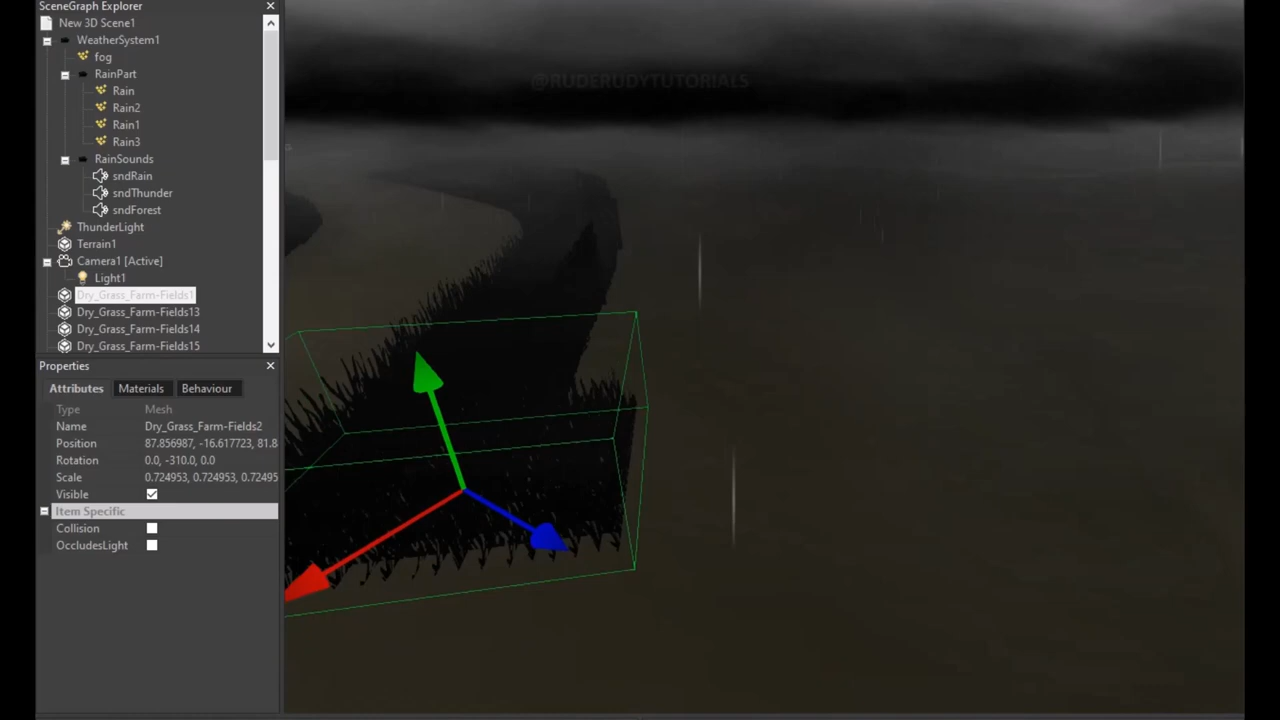 SceneGraph Explorer
New 3D Scene1
WeatherSystem1
fog
RainPart
Rain
Rain2
Rain1
Rain3
RainSounds
sndRain
sndThunder
sndForest
ThunderLight
Terrain1
Camera1 [Active]
Light1
Dry_Grass_Farm-Fields1
Dry_Grass_Farm-Fields13
Dry_Grass_Farm-Fields14
Dry_Grass_Farm-Fields15
Properties
Attributes Materials Behaviour
Type Mesh
Name Dry_Grass_Farm-Fields2
Position 87.856987, -16.617723, 81.8
Rotation 0.0, -310.0, 0.0
Scale 0.724953, 0.724953, 0.72495
Visible
Item Specific
Collision
OccludesLight
@RUDERUDYTUTORIALS